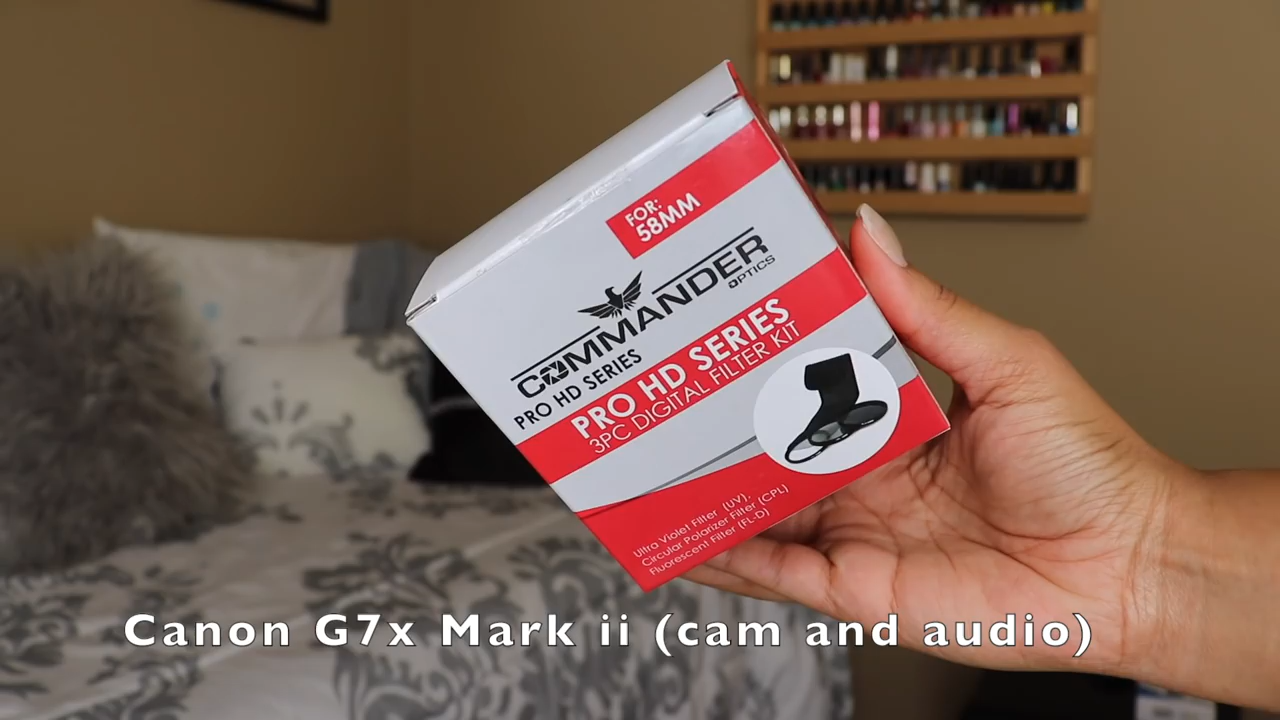 FOR:
58MM
COMMANDER
OPTICS
PRO HD SERIES
PRO HD SERIES
3PC DIGITAL FILTER KIT
Ultra Violet Filter (UV),
Circular Polarizer Filter (CPL)
Fluorescent Filter (FL-D)
Canon G7x Mark ii (cam and audio)